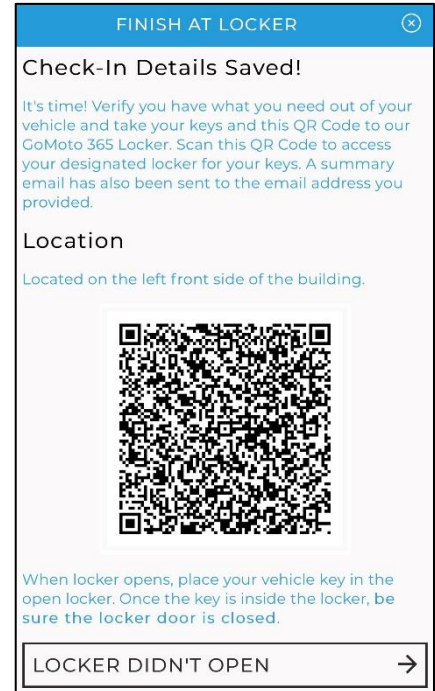 FINISH AT LOCKER
Check-In Details Saved!
It's time! Verify you have what you need out of your
vehicle and take your keys and this QR Code to our
GoMoto 365 Locker. Scan this QR Code to access
your designated locker for your keys. A summary
email has also been sent to the email address you
provided.
Location
Located on the left front side of the building.
When locker opens, place your vehicle key in the
open locker. Once the key is inside the locker, be
sure the locker door is closed.
LOCKER DIDN'T OPEN